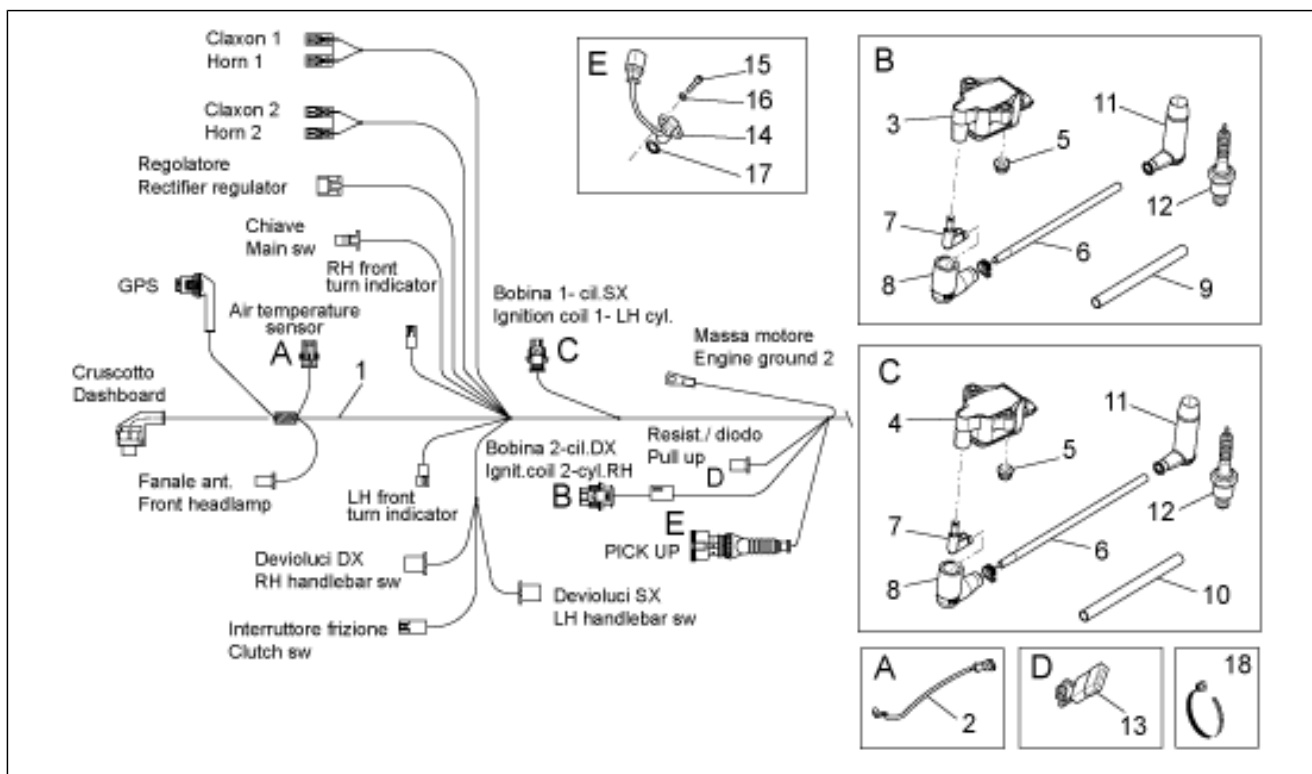 Claxon 1
Horn 1
Claxon 2
Horn 2
Regolatore
Rectifier regulator
Chiave
Main sw
RH front
turn indicator
GPS
Air temperature
sensor
A
1
Cruscotto
Dashboard
Fanale ant.
Front headlamp
LH front
turn indicator
Bobina 1- cil.SX
Ignition coil 1- LH cyl.
C
Massa motore
Engine ground 2
Bobina 2-cil.DX
Ignit.coil 2-cyl.RH
B
Resist./ diodo
Pull up
D
E
PICK UP
Devioluci DX
RH handlebar sw
Devioluci SX
LH handlebar sw
Interruttore frizione
Clutch sw
E
15
16
14
17
B
3
5
11
12
7
8
6
9
C
4
5
11
12
7
8
6
10
A
2
D
13
18